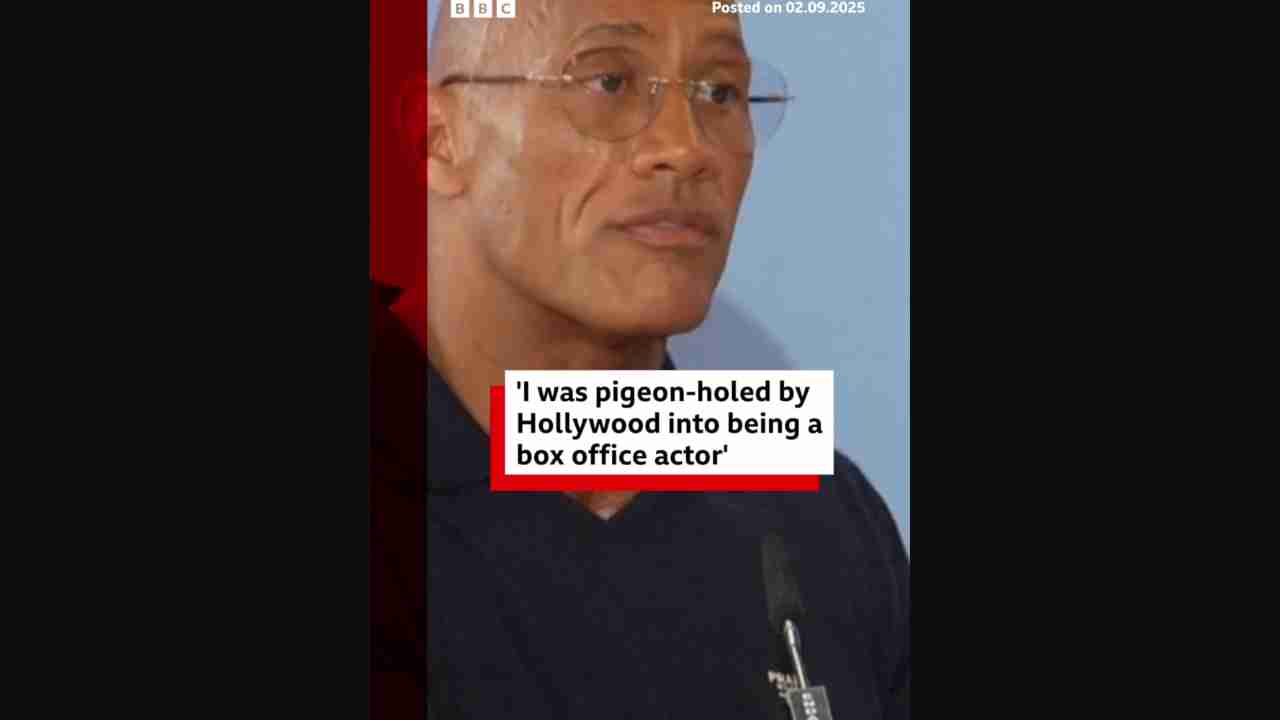 BBC
Posted on 02.09.2025
'I was pigeon-holed by
Hollywood into being a
box office actor'